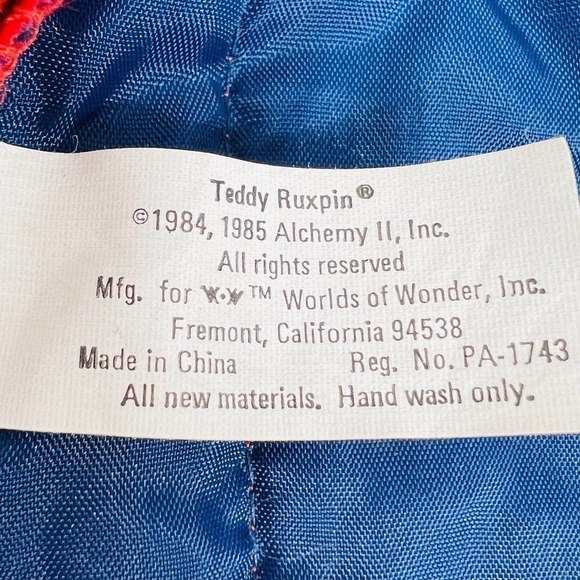 Teddy Ruxpin®
©1984, 1985 Alchemy II, Inc.
All rights reserved
Mfg. for W•W™ Worlds of Wonder, Inc.
Fremont, California 94538
Made in China Reg. No. PA-1743
All new materials. Hand wash only.